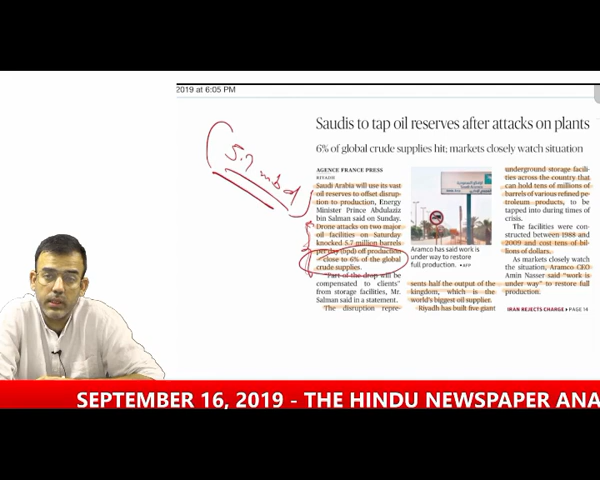 2019 at 6:05 PM
Saudis to tap oil reserves after attacks on plants
6% of global crude supplies hit; markets closely watch situation
5.7 mbd
AGENCE FRANCE PRESS
RIYADH
Saudi Arabia will use its vast
oil reserves to offset disrup-
tion to production, Energy
Minister Prince Abdulaziz
bin Salman said on Sunday.
Drone attacks on two major
oil facilities on Saturday
knocked 5.7 million barrels
per day (mpd) of production
– close to 6% of the global
crude supplies.
"Part of the drop will be
compensated to clients"
from storage facilities, Mr.
Salman said in a statement.
The disruption repre-
Aramco has said work is
under way to restore
full production. • AFP
sents half the output of the
kingdom, which is the
world's biggest oil supplier.
Riyadh has built five giant
underground storage facili-
ties across the country that
can hold tens of millions of
barrels of various refined pe-
troleum products, to be
tapped into during times of
crisis.
The facilities were con-
structed between 1988 and
2009 and cost tens of bil-
lions of dollars.
As markets closely watch
the situation, Aramco CEO
Amin Nasser said "work is
under way" to restore full
production.
IRAN REJECTS CHARGE • PAGE 14
SEPTEMBER 16, 2019 - THE HINDU NEWSPAPER ANA